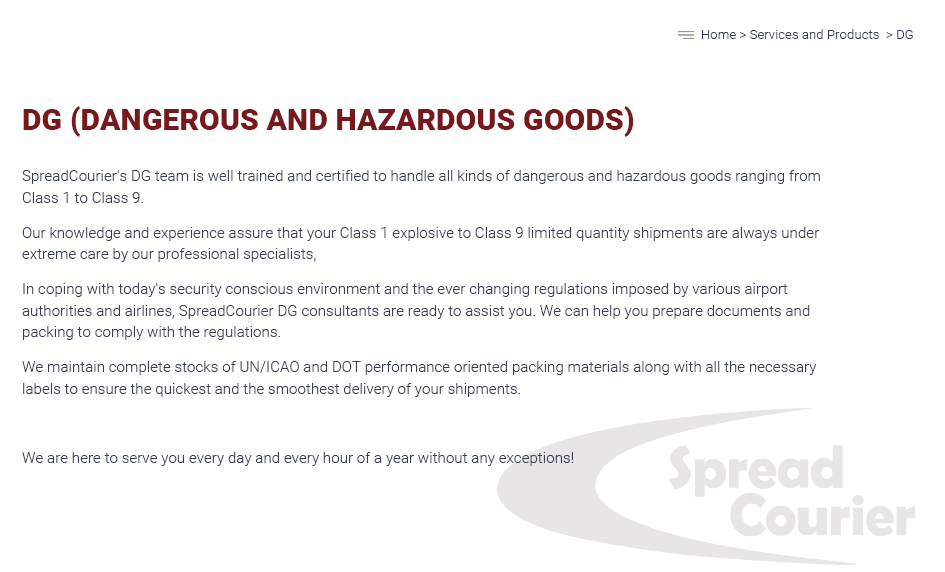 Home > Services and Products > DG
DG (DANGEROUS AND HAZARDOUS GOODS)
SpreadCourier's DG team is well trained and certified to handle all kinds of dangerous and hazardous goods ranging from
Class 1 to Class 9.
Our knowledge and experience assure that your Class 1 explosive to Class 9 limited quantity shipments are always under
extreme care by our professional specialists,
In coping with today's security conscious environment and the ever changing regulations imposed by various airport
authorities and airlines, SpreadCourier DG consultants are ready to assist you. We can help you prepare documents and
packing to comply with the regulations.
We maintain complete stocks of UN/ICAO and DOT performance oriented packing materials along with all the necessary
labels to ensure the quickest and the smoothest delivery of your shipments.
We are here to serve you every day and every hour of a year without any exceptions!
Spread
Courier